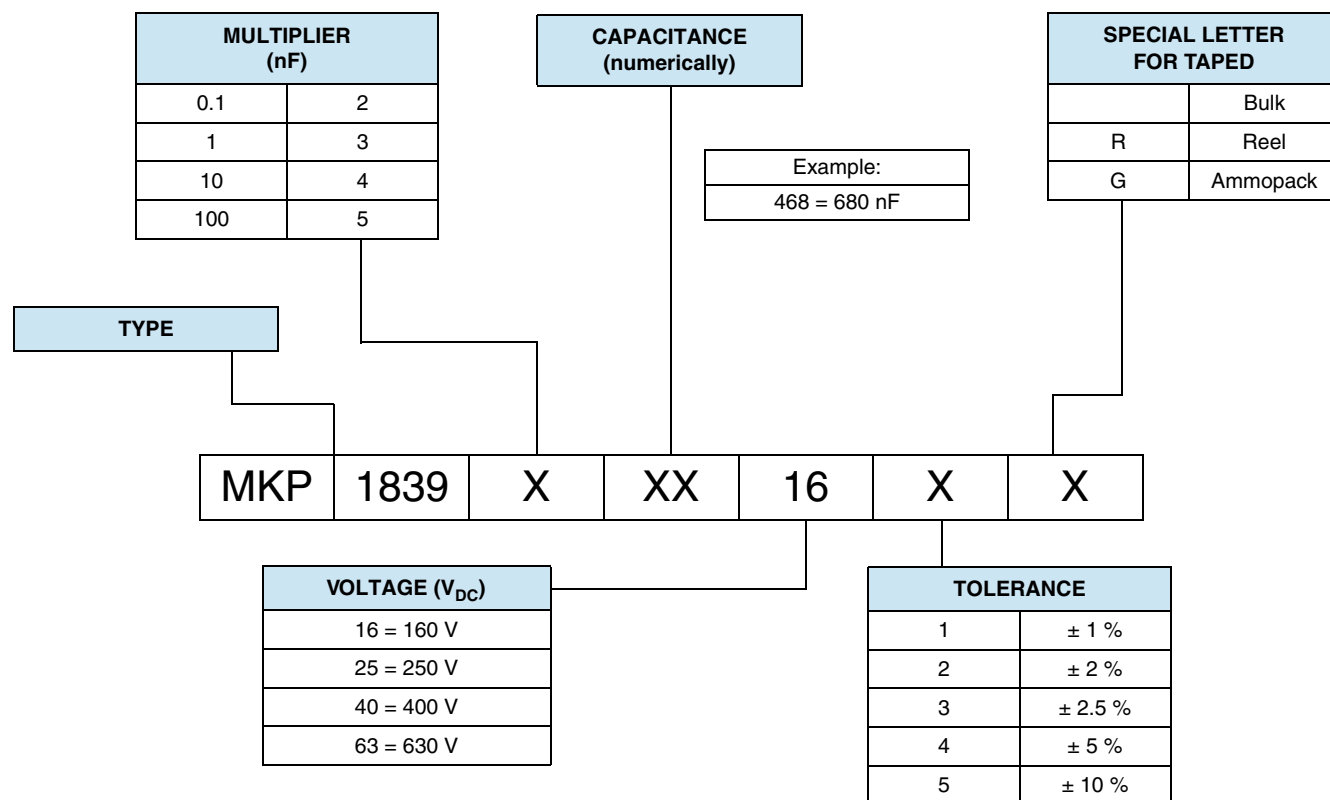 MULTIPLIER
(nF)
0.1 2
1 3
10 4
100 5
CAPACITANCE
(numerically)
Example:
468 = 680 nF
SPECIAL LETTER
FOR TAPED
Bulk
R Reel
G Ammopack
TYPE
MKP 1839 X XX 16 X X
VOLTAGE (VDC)
16 = 160 V
25 = 250 V
40 = 400 V
63 = 630 V
TOLERANCE
1 ± 1 %
2 ± 2 %
3 ± 2.5 %
4 ± 5 %
5 ± 10 %